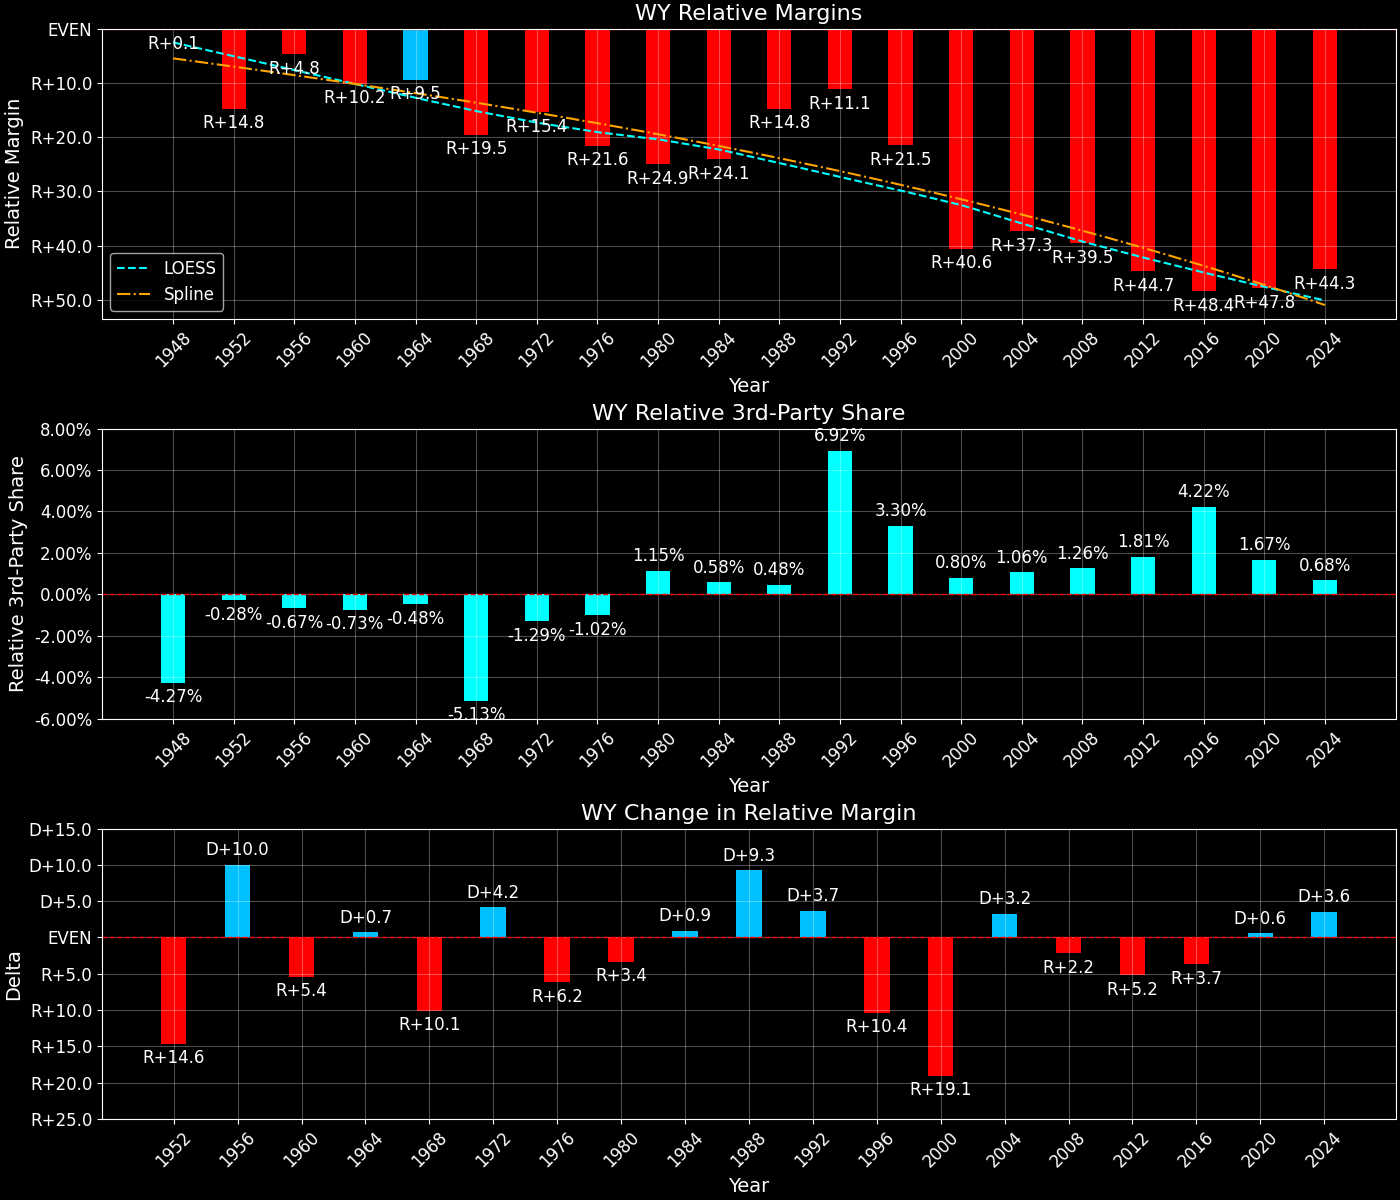 WY Relative Margins
Relative Margin
EVEN
R+10.0
R+20.0
R+30.0
R+40.0
R+50.0
R+0.1
R+14.8
R+4.8
R+10.2
R+9.5
R+19.5
R+15.4
R+21.6
R+24.9
R+24.1
R+14.8
R+11.1
R+21.5
R+40.6
R+37.3
R+39.5
R+44.7
R+48.4
R+47.8
R+44.3
LOESS
Spline
1948
1952
1956
1960
1964
1968
1972
1976
1980
1984
1988
1992
1996
2000
2004
2008
2012
2016
2020
2024
Year
WY Relative 3rd-Party Share
Relative 3rd-Party Share
8.00%
6.00%
4.00%
2.00%
0.00%
-2.00%
-4.00%
-6.00%
-4.27%
-0.28%
-0.67%
-0.73%
-0.48%
-5.13%
-1.29%
-1.02%
1.15%
0.58%
0.48%
6.92%
3.30%
0.80%
1.06%
1.26%
1.81%
4.22%
1.67%
0.68%
1948
1952
1956
1960
1964
1968
1972
1976
1980
1984
1988
1992
1996
2000
2004
2008
2012
2016
2020
2024
Year
WY Change in Relative Margin
Delta
D+15.0
D+10.0
D+5.0
EVEN
R+5.0
R+10.0
R+15.0
R+20.0
R+25.0
R+14.6
D+10.0
R+5.4
D+0.7
R+10.1
D+4.2
R+6.2
R+3.4
D+0.9
D+9.3
D+3.7
R+10.4
R+19.1
D+3.2
R+2.2
R+5.2
R+3.7
D+0.6
D+3.6
1952
1956
1960
1964
1968
1972
1976
1980
1984
1988
1992
1996
2000
2004
2008
2012
2016
2020
2024
Year